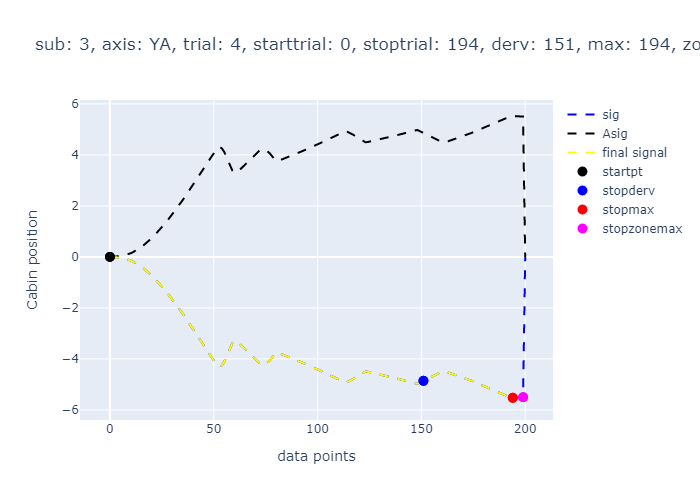 sub: 3, axis: YA, trial: 4, starttrial: 0, stoptrial: 194, derv: 151, max: 194, zo
6
4
2
0
−2
−4
−6
Cabin position
0
50
100
150
200
data points
sig
Asig
final signal
startpt
stopderv
stopmax
stopzonemax